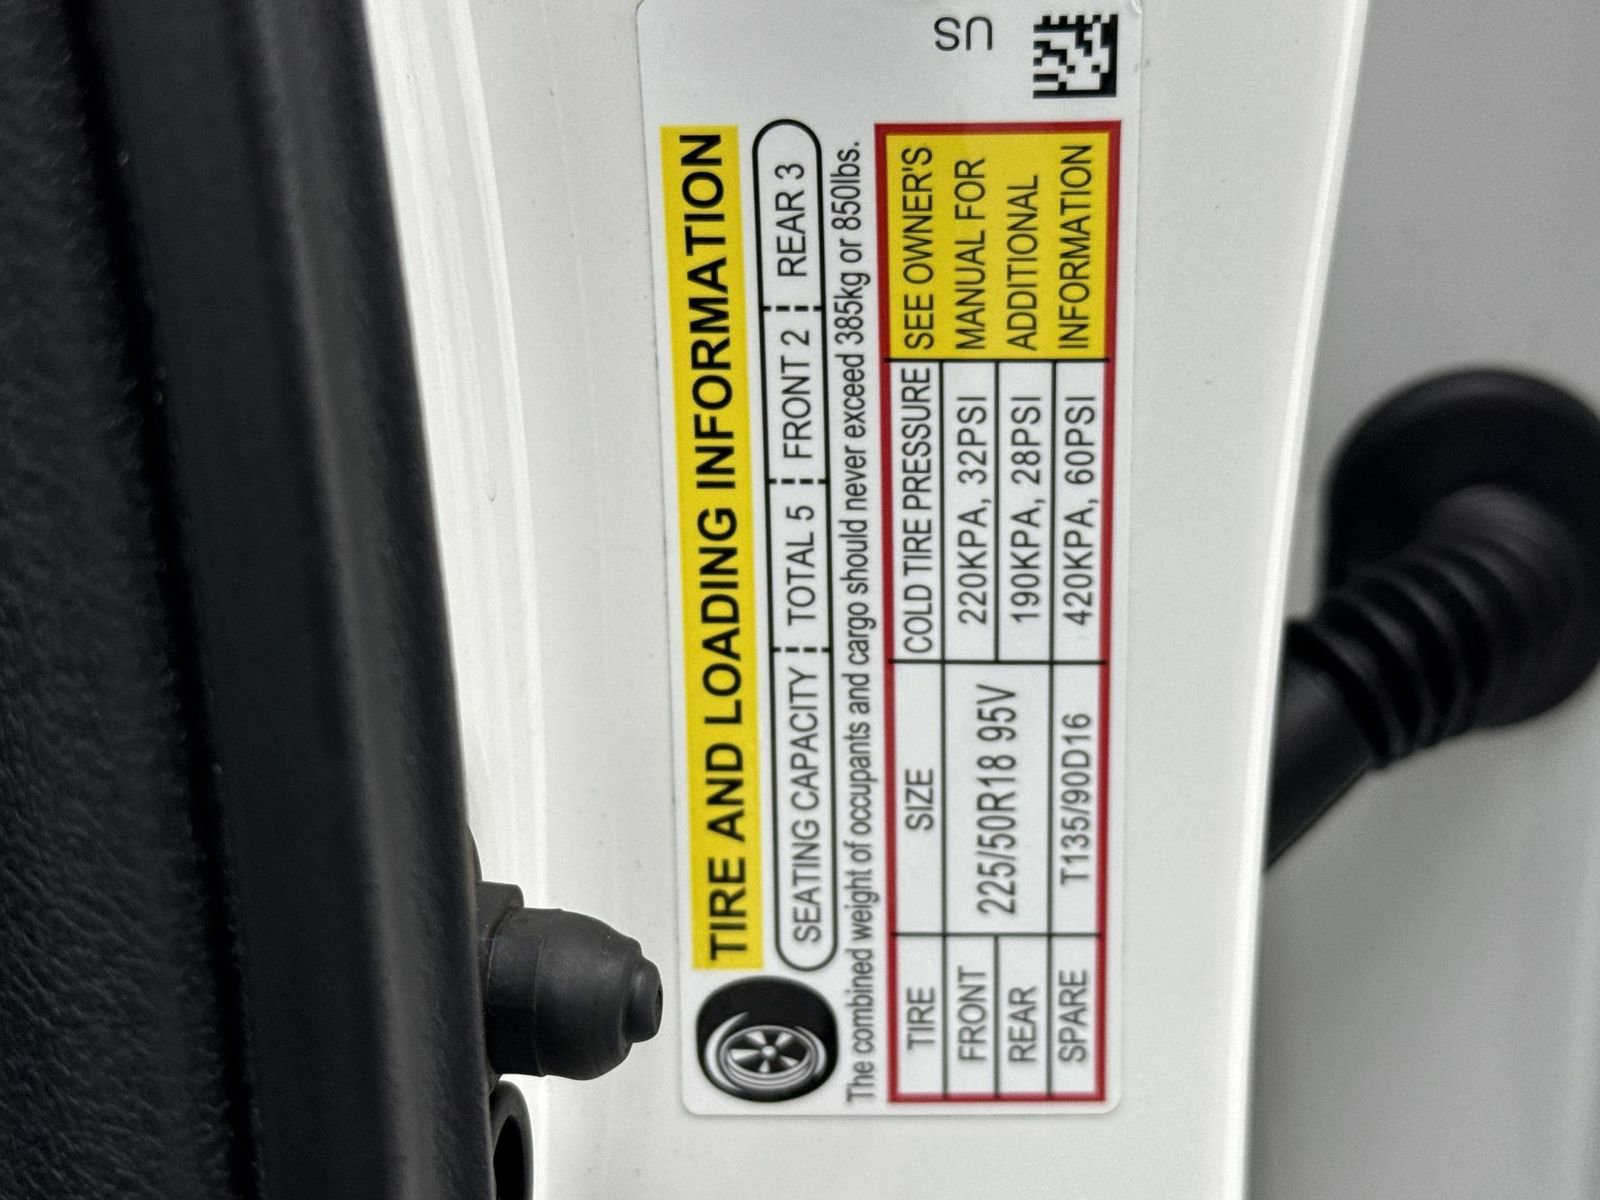 TIRE AND LOADING INFORMATION
SEATING CAPACITY TOTAL 5 FRONT 2 REAR 3
The combined weight of occupants and cargo should never exceed 385kg or 850lbs.
TIRE SIZE COLD TIRE PRESSURE SEE OWNER'S
FRONT 225/50R18 95V 220KPA, 32PSI MANUAL FOR
REAR 190KPA, 28PSI ADDITIONAL
SPARE T135/90D16 420KPA, 60PSI INFORMATION
US